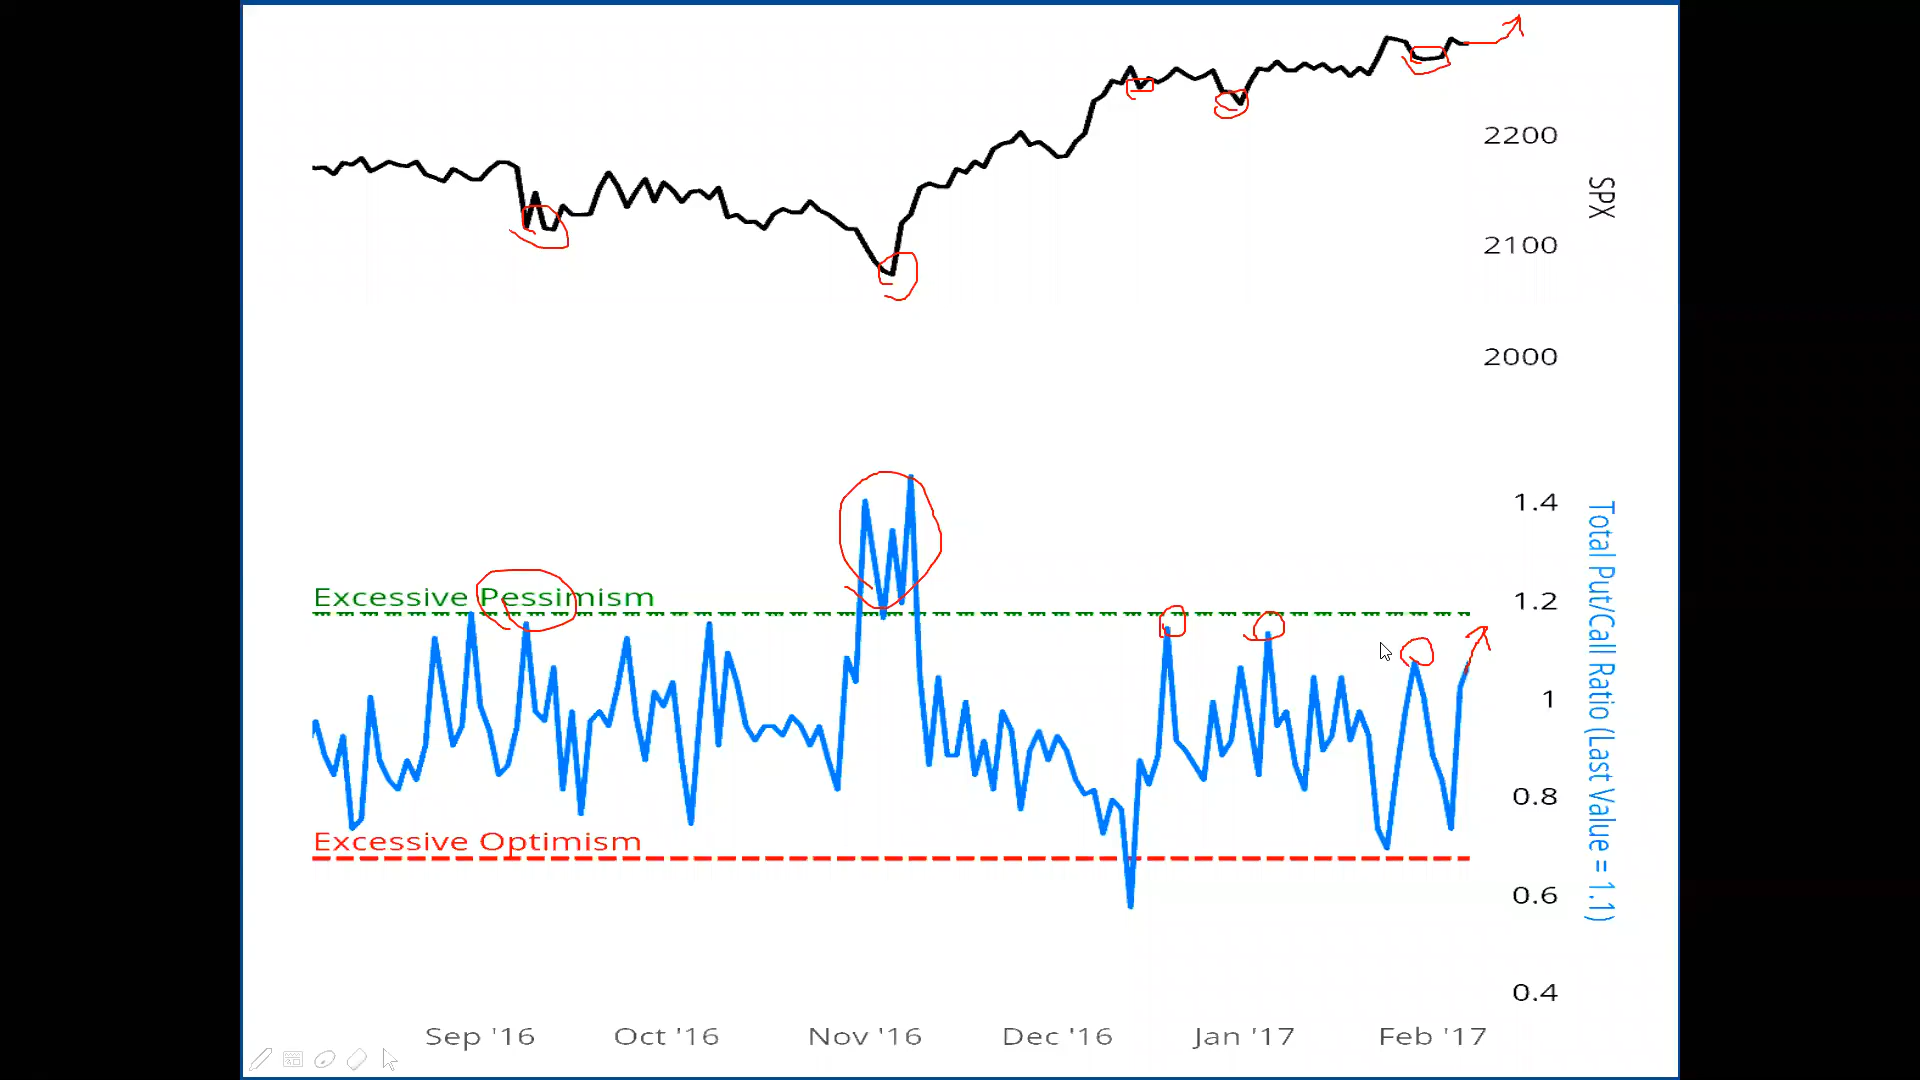 2200
SPX
2100
2000
1.4
Total Put/Call Ratio (Last Value = 1.1)
Excessive Pessimism
1.2
1
0.8
Excessive Optimism
0.6
0.4
Sep '16 Oct '16 Nov '16 Dec '16 Jan '17 Feb '17